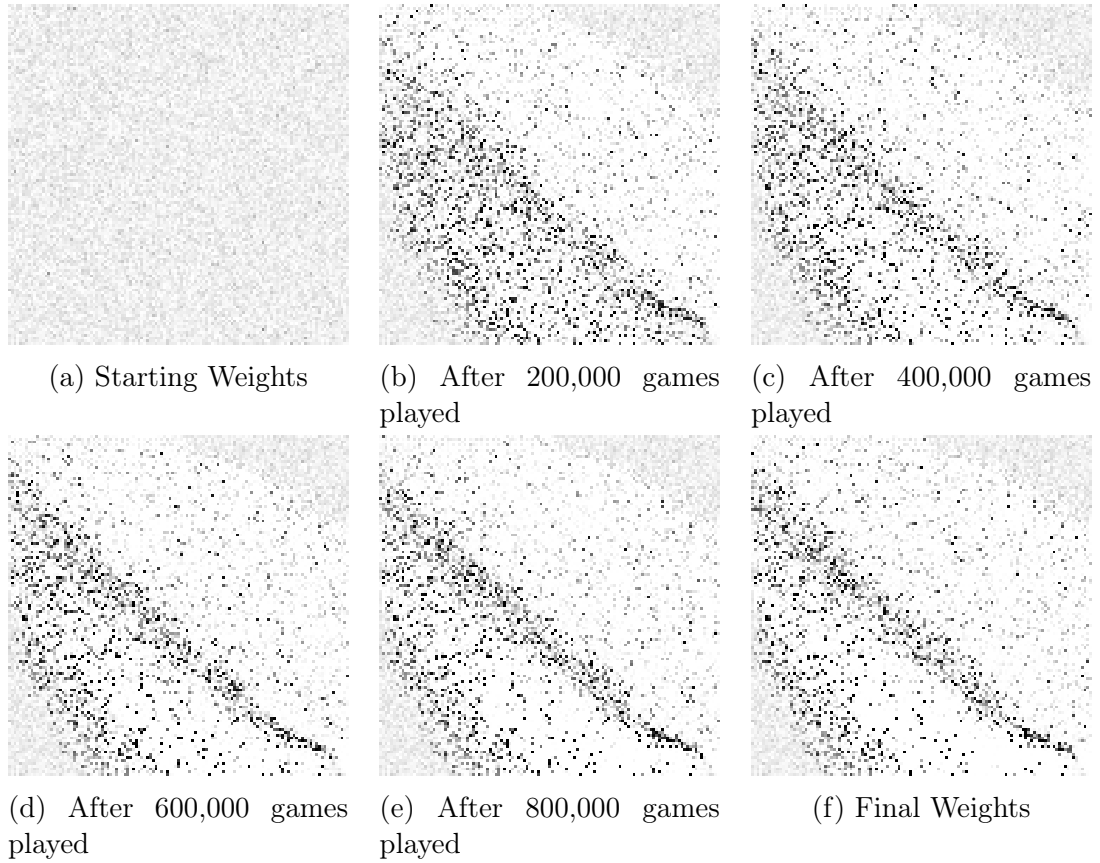 (a) Starting Weights
(b) After 200,000 games
played
(c) After 400,000 games
played
(d) After 600,000 games
played
(e) After 800,000 games
played
(f) Final Weights